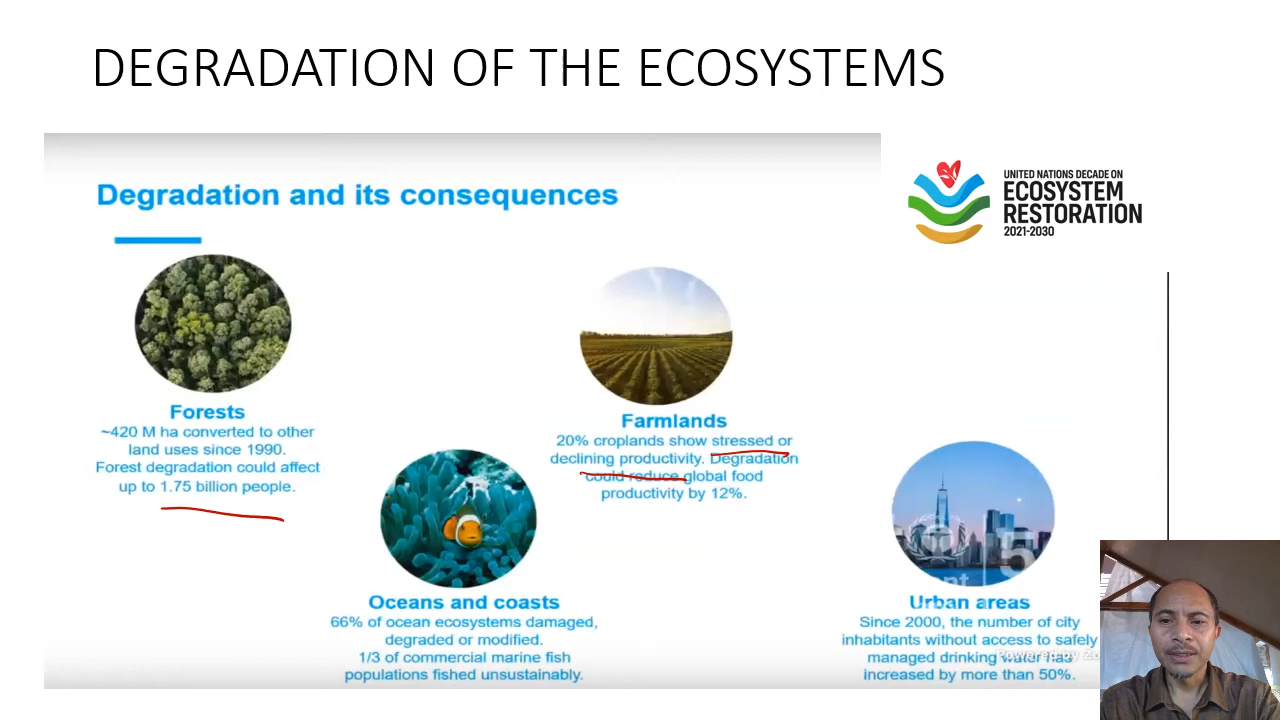 DEGRADATION OF THE ECOSYSTEMS
Degradation and its consequences
UNITED NATIONS DECADE ON
ECOSYSTEM
RESTORATION
2021-2030
Forests
~420 M ha converted to other
land uses since 1990.
Forest degradation could affect
up to 1.75 billion people.
Farmlands
20% croplands show stressed or
declining productivity. Degradation
could reduce global food
productivity by 12%.
Oceans and coasts
66% of ocean ecosystems damaged,
degraded or modified.
1/3 of commercial marine fish
populations fished unsustainably.
Urban areas
Since 2000, the number of city
inhabitants without access to safely
managed drinking water has
increased by more than 50%.
Powered by